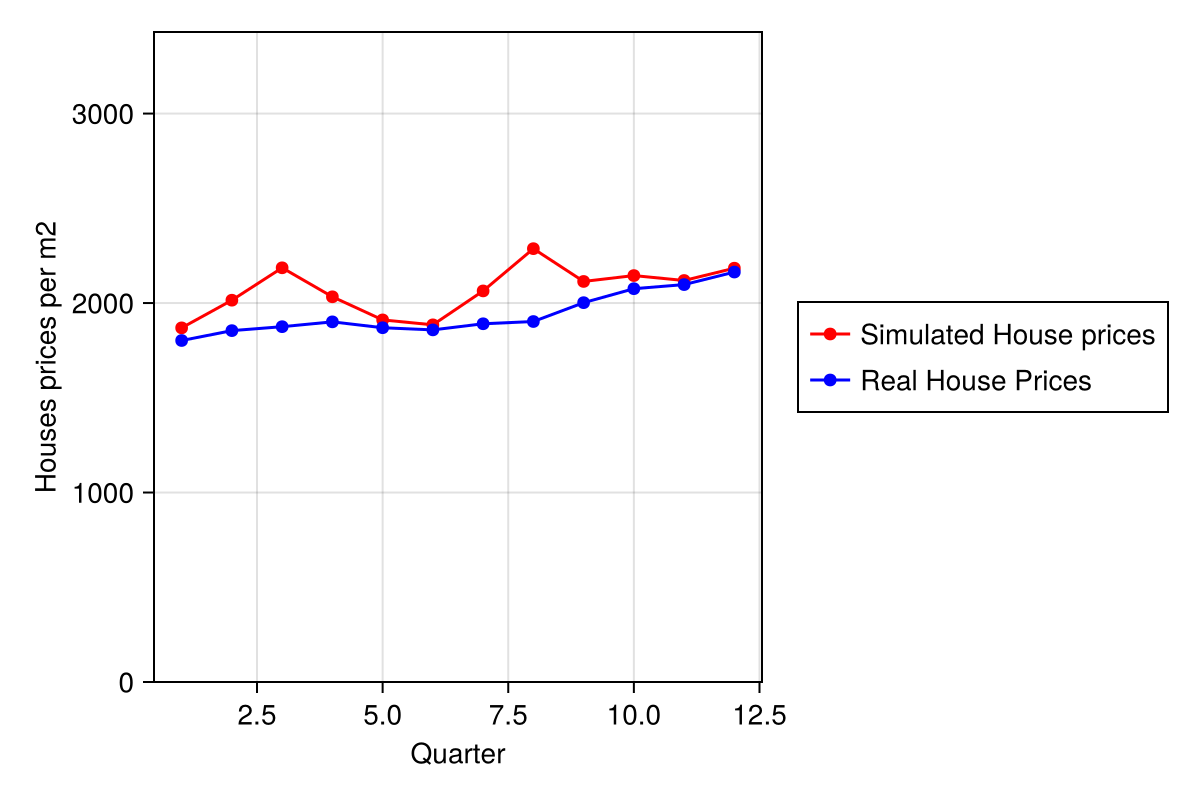 3000
2000
1000
0
Houses prices per m2
2.5 5.0 7.5 10.0 12.5
Quarter
Simulated House prices
Real House Prices